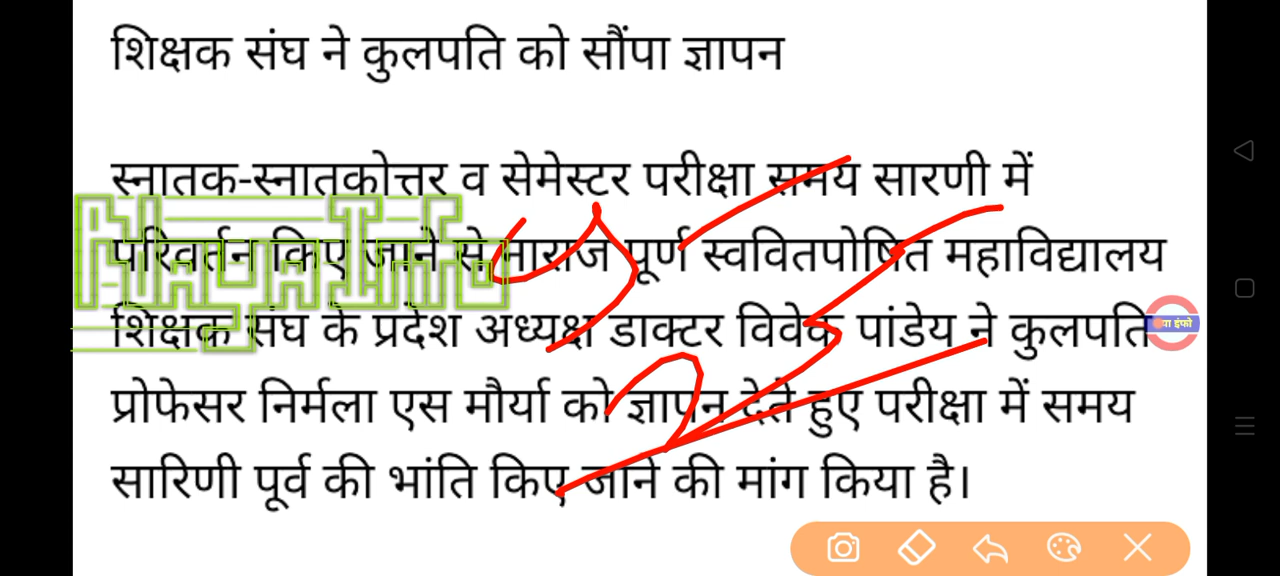 शिक्षक संघ ने कुलपति को सौंपा ज्ञापन
स्नातक-स्नातकोत्तर व सेमेस्टर परीक्षा समय सारणी में
परिवर्तन किए जाने से नाराज पूर्ण स्ववितपोषित महाविद्यालय
शिक्षक संघ के प्रदेश अध्यक्ष डाक्टर विवेक पांडेय ने कुलपति
प्रोफेसर निर्मला एस मौर्या को ज्ञापन देते हुए परीक्षा में समय
सारिणी पूर्व की भांति किए जाने की मांग किया है।
या इंफो